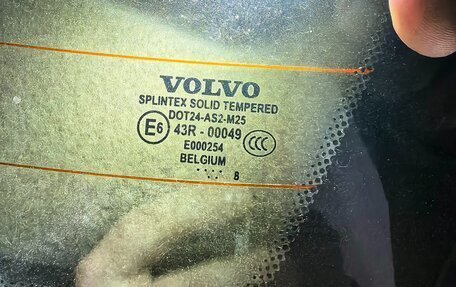 VOLVO
SPLINTEX SOLID TEMPERED
DOT24-AS2-M25
E6 43R - 00049 CCC
E000254
BELGIUM
.... 8